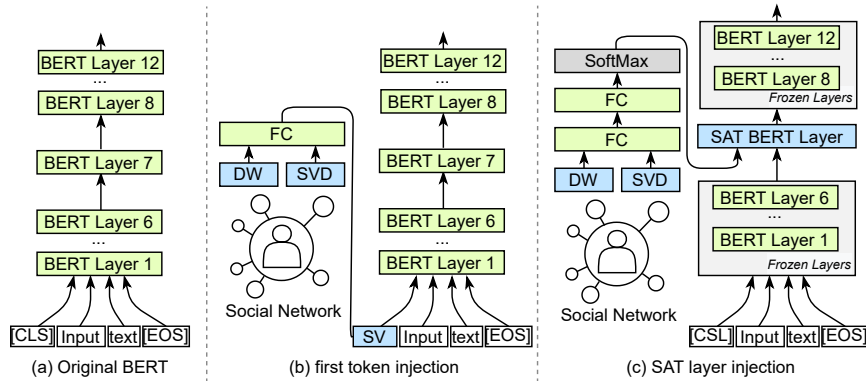 BERT Layer 12
...
BERT Layer 8
BERT Layer 7
BERT Layer 6
...
BERT Layer 1
[CLS] Input text [EOS]
(a) Original BERT
FC
DW SVD
Social Network
BERT Layer 12
...
BERT Layer 8
BERT Layer 7
BERT Layer 6
...
BERT Layer 1
SV Input text [EOS]
(b) first token injection
SoftMax
FC
FC
DW SVD
Social Network
BERT Layer 12
...
BERT Layer 8
Frozen Layers
SAT BERT Layer
BERT Layer 6
...
BERT Layer 1
Frozen Layers
[CSL] Input text [EOS]
(c) SAT layer injection